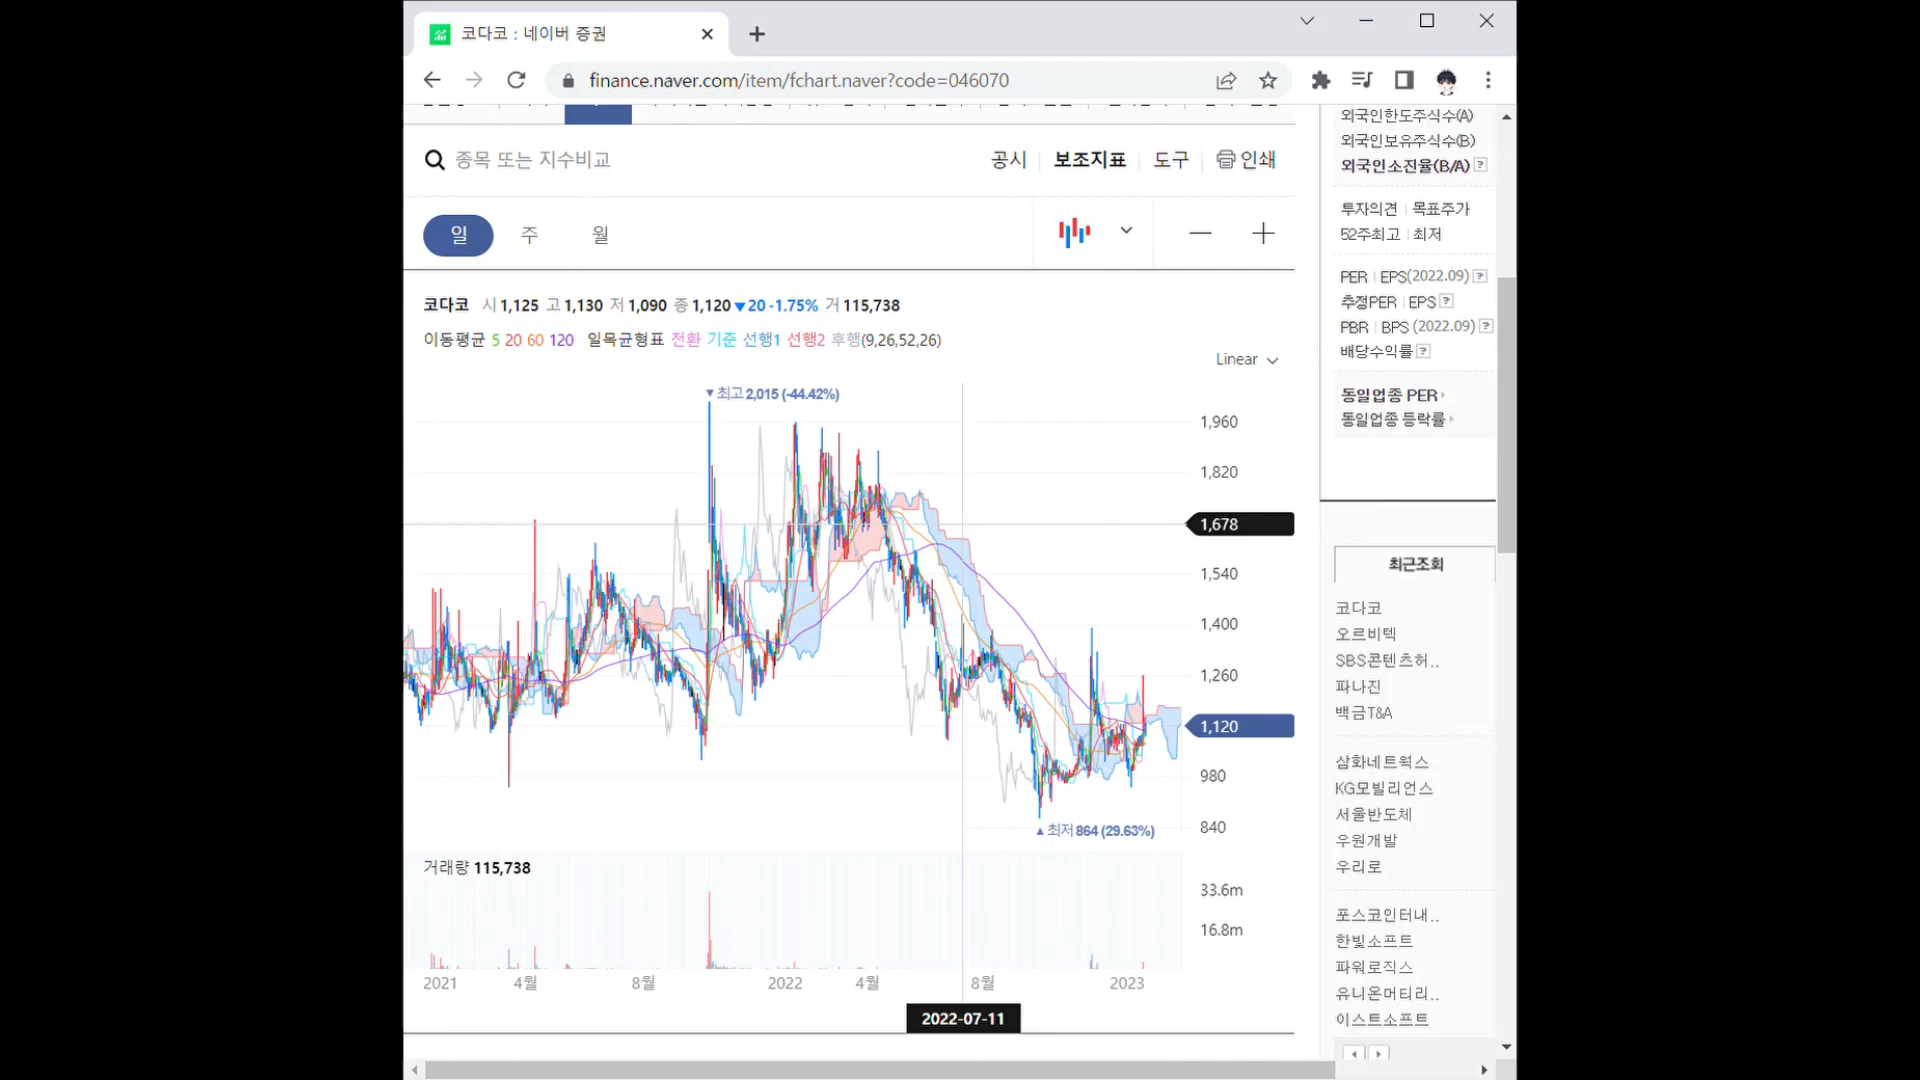 코다코 : 네이버 증권
finance.naver.com/item/fchart.naver?code=046070
종목 또는 지수비교
공시 보조지표 도구 인쇄
일 주 월
코다코 시 1,125 고 1,130 저 1,090 종 1,120 ▼20 -1.75% 거 115,738
이동평균 5 20 60 120 일목균형표 전환 기준 선행1 선행2 후행(9,26,52,26)
Linear
▼최고 2,015 (-44.42%)
1,960
1,820
1,678
1,540
1,400
1,260
1,120
980
840
▲최저 864 (29.63%)
거래량 115,738
33.6m
16.8m
2021 4월 8월 2022 4월 8월 2023
2022-07-11
외국인한도주식수(A)
외국인보유주식수(B)
외국인소진율(B/A) ?
투자의견 | 목표주가
52주최고 | 최저
PER | EPS(2022.09) ?
추정PER | EPS ?
PBR | BPS (2022.09) ?
배당수익률 ?
동일업종 PER
동일업종 등락률
최근조회
코다코
오르비텍
SBS콘텐츠허..
파나진
백금T&A
삼화네트웍스
KG모빌리언스
서울반도체
우원개발
우리로
포스코인터내..
한빛소프트
파워로직스
유니온머티리..
이스트소프트